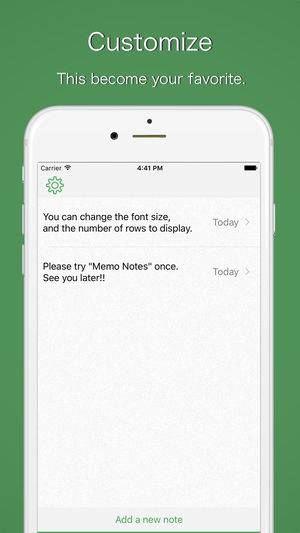 Customize
This become your favorite.
Carrier 4:41 PM
You can change the font size,
and the number of rows to display.
Today
Please try "Memo Notes" once.
See you later!!
Today
Add a new note